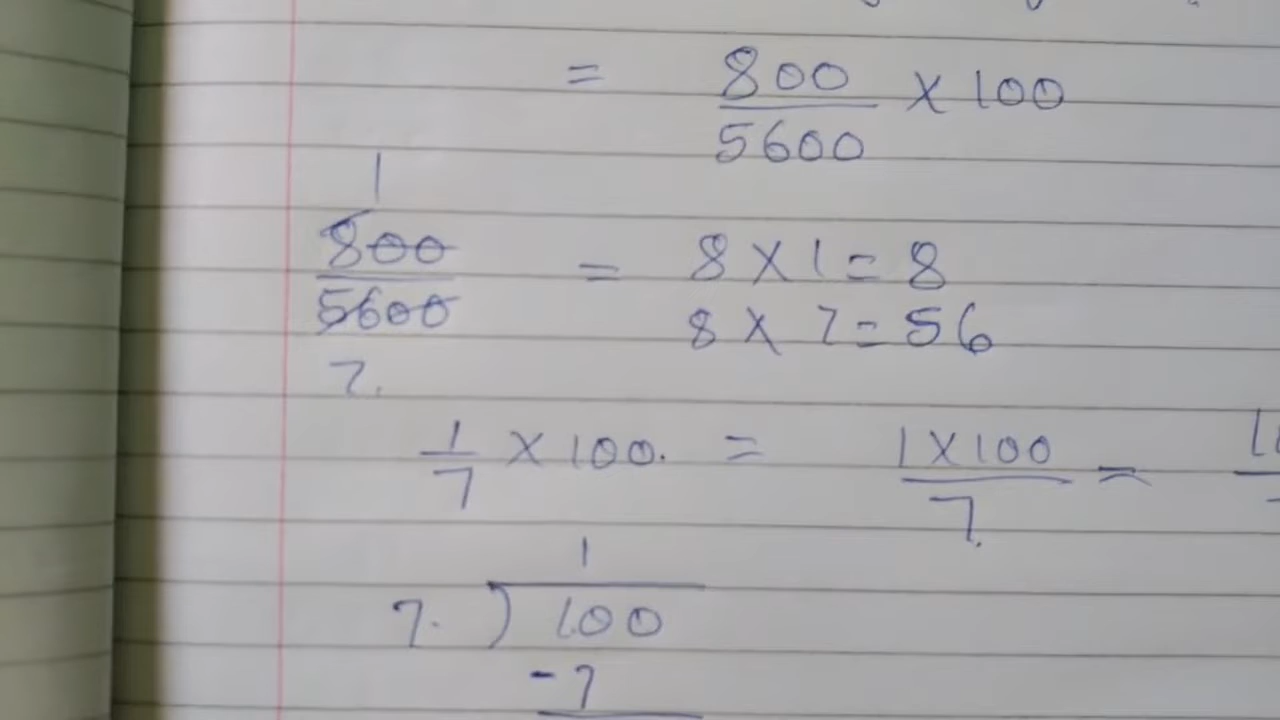 = 800/5600 × 100
1
800/5600 = 8 × 1 = 8
8 × 7 = 56
7.
1/7 × 100. = 1 × 100/7. =
1
7. ) 100
- 7